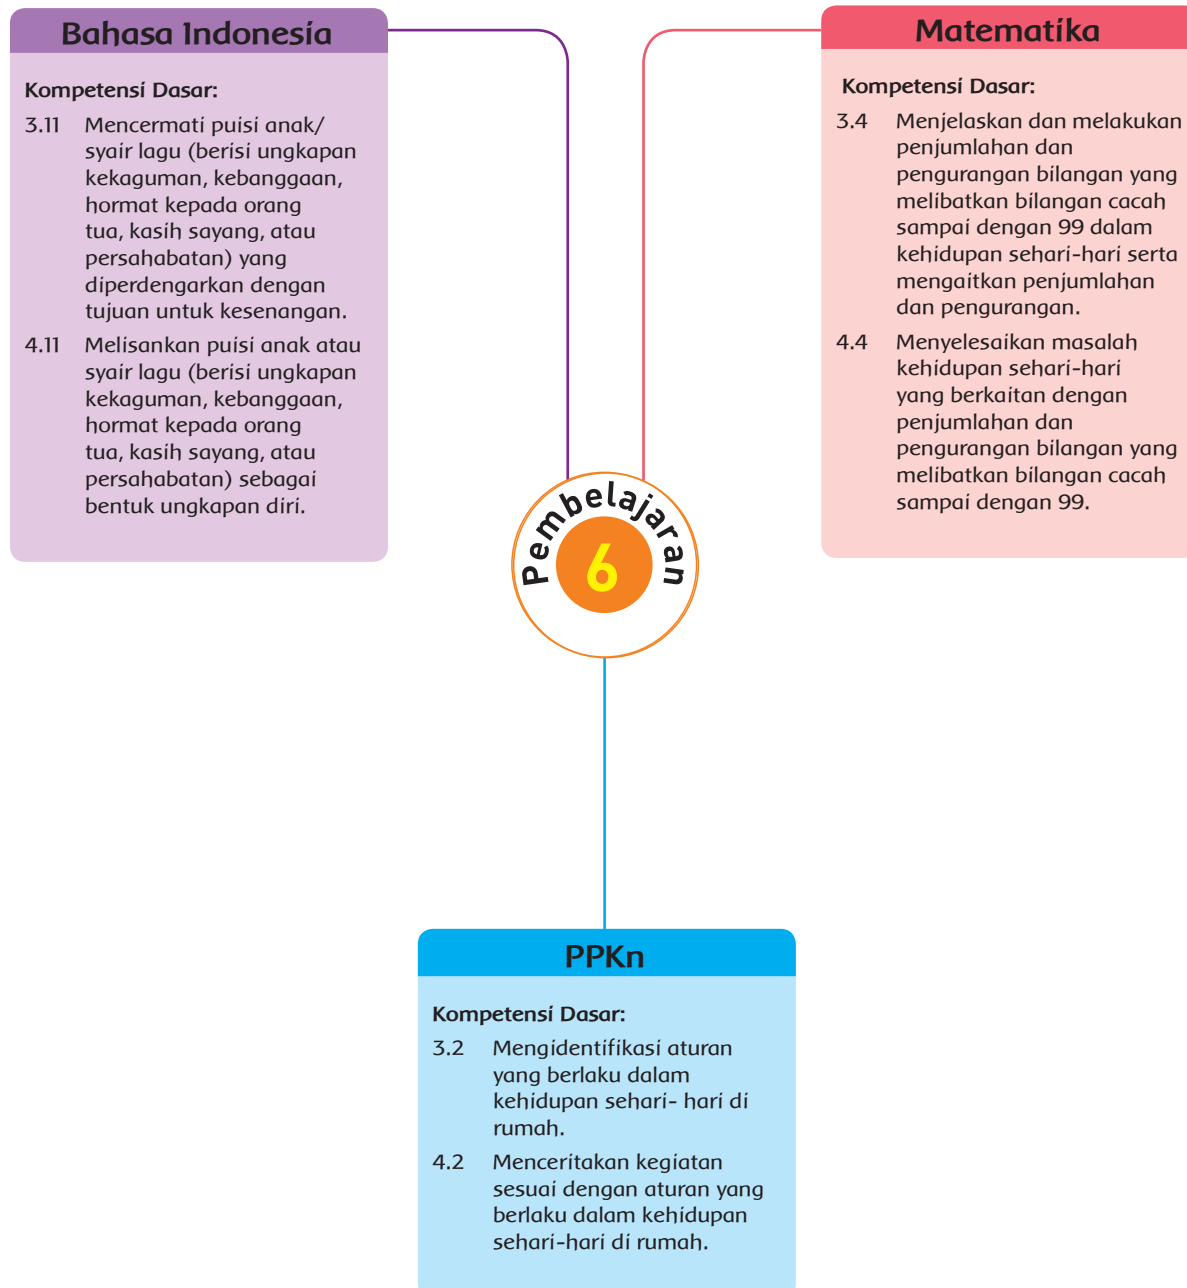 Bahasa Indonesia
Kompetensi Dasar:
3.11 Mencermati puisi anak/
syair lagu (berisi ungkapan
kekaguman, kebanggaan,
hormat kepada orang
tua, kasih sayang, atau
persahabatan) yang
diperdengarkan dengan
tujuan untuk kesenangan.
4.11 Melisankan puisi anak atau
syair lagu (berisi ungkapan
kekaguman, kebanggaan,
hormat kepada orang
tua, kasih sayang, atau
persahabatan) sebagai
bentuk ungkapan diri.
Matematika
Kompetensi Dasar:
3.4 Menjelaskan dan melakukan
penjumlahan dan
pengurangan bilangan yang
melibatkan bilangan cacah
sampai dengan 99 dalam
kehidupan sehari-hari serta
mengaitkan penjumlahan
dan pengurangan.
4.4 Menyelesaikan masalah
kehidupan sehari-hari
yang berkaitan dengan
penjumlahan dan
pengurangan bilangan yang
melibatkan bilangan cacah
sampai dengan 99.
Pembelajaran
6
PPKn
Kompetensi Dasar:
3.2 Mengidentifikasi aturan
yang berlaku dalam
kehidupan sehari- hari di
rumah.
4.2 Menceritakan kegiatan
sesuai dengan aturan yang
berlaku dalam kehidupan
sehari-hari di rumah.